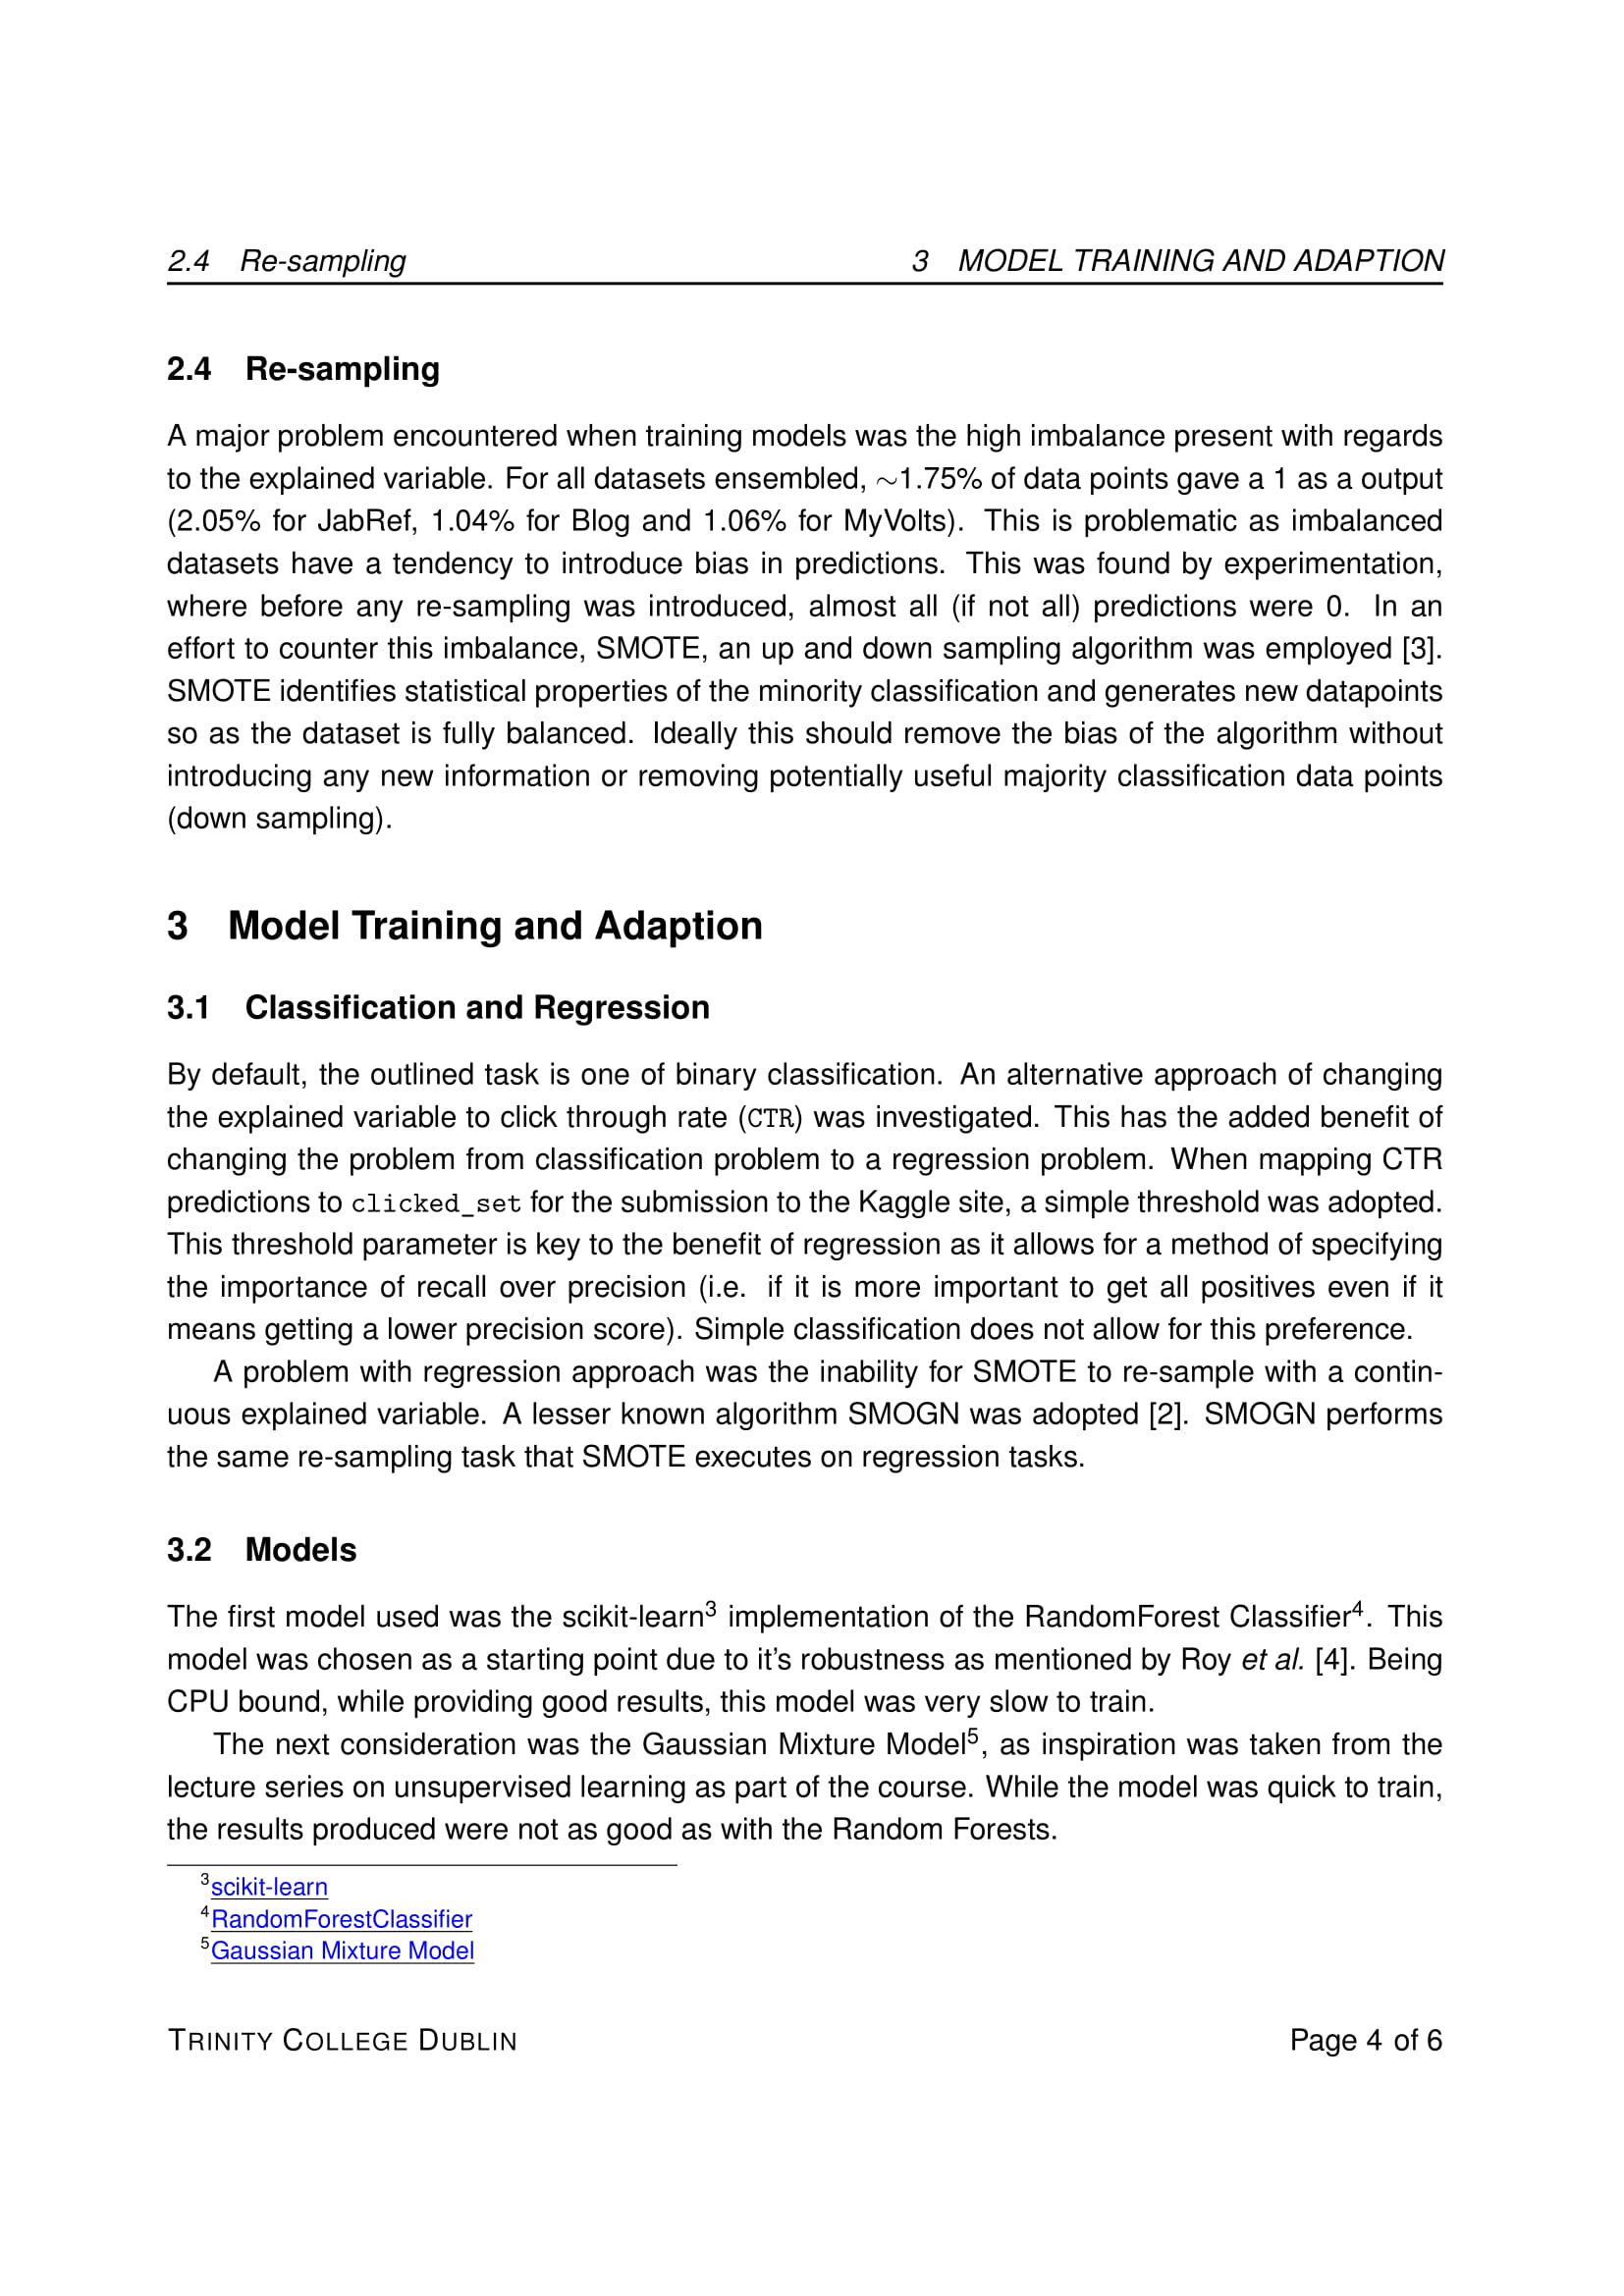 2.4 Re-sampling 3 MODEL TRAINING AND ADAPTION
2.4 Re-sampling
A major problem encountered when training models was the high imbalance present with regards
to the explained variable. For all datasets ensembled, ∼1.75% of data points gave a 1 as a output
(2.05% for JabRef, 1.04% for Blog and 1.06% for MyVolts). This is problematic as imbalanced
datasets have a tendency to introduce bias in predictions. This was found by experimentation,
where before any re-sampling was introduced, almost all (if not all) predictions were 0. In an
effort to counter this imbalance, SMOTE, an up and down sampling algorithm was employed [3].
SMOTE identifies statistical properties of the minority classification and generates new datapoints
so as the dataset is fully balanced. Ideally this should remove the bias of the algorithm without
introducing any new information or removing potentially useful majority classification data points
(down sampling).
3 Model Training and Adaption
3.1 Classification and Regression
By default, the outlined task is one of binary classification. An alternative approach of changing
the explained variable to click through rate (CTR) was investigated. This has the added benefit of
changing the problem from classification problem to a regression problem. When mapping CTR
predictions to clicked_set for the submission to the Kaggle site, a simple threshold was adopted.
This threshold parameter is key to the benefit of regression as it allows for a method of specifying
the importance of recall over precision (i.e. if it is more important to get all positives even if it
means getting a lower precision score). Simple classification does not allow for this preference.
A problem with regression approach was the inability for SMOTE to re-sample with a contin-
uous explained variable. A lesser known algorithm SMOGN was adopted [2]. SMOGN performs
the same re-sampling task that SMOTE executes on regression tasks.
3.2 Models
The first model used was the scikit-learn³ implementation of the RandomForest Classifier⁴. This
model was chosen as a starting point due to it's robustness as mentioned by Roy et al. [4]. Being
CPU bound, while providing good results, this model was very slow to train.
The next consideration was the Gaussian Mixture Model⁵, as inspiration was taken from the
lecture series on unsupervised learning as part of the course. While the model was quick to train,
the results produced were not as good as with the Random Forests.
³scikit-learn
⁴RandomForestClassifier
⁵Gaussian Mixture Model
TRINITY COLLEGE DUBLIN Page 4 of 6